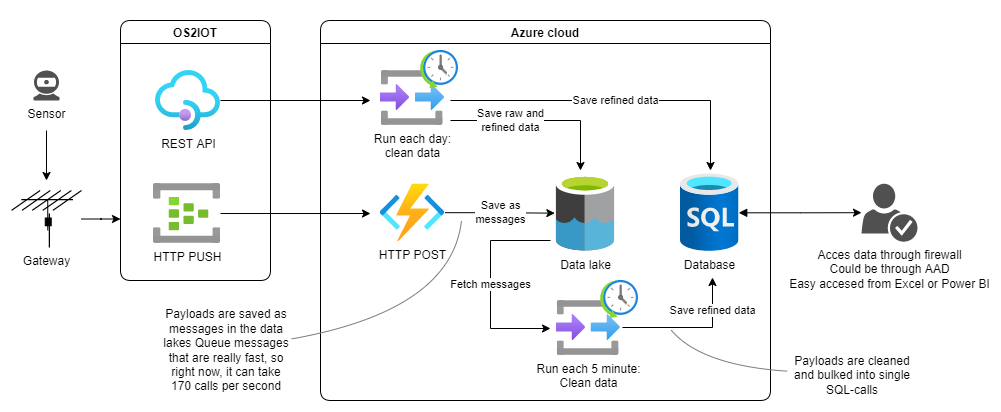 OS2IOT
Azure cloud
Sensor
REST API
Run each day:
clean data
Save raw and
refined data
Save refined data
Gateway
HTTP PUSH
HTTP POST
Save as
messages
Data lake
SQL
Database
Acces data through firewall
Could be through AAD
Easy accesed from Excel or Power BI
Fetch messages
Save refined data
Run each 5 minute:
Clean data
Payloads are saved as
messages in the data
lakes Queue messages
that are really fast, so
right now, it can take
170 calls per second
Payloads are cleaned
and bulked into single
SQL-calls